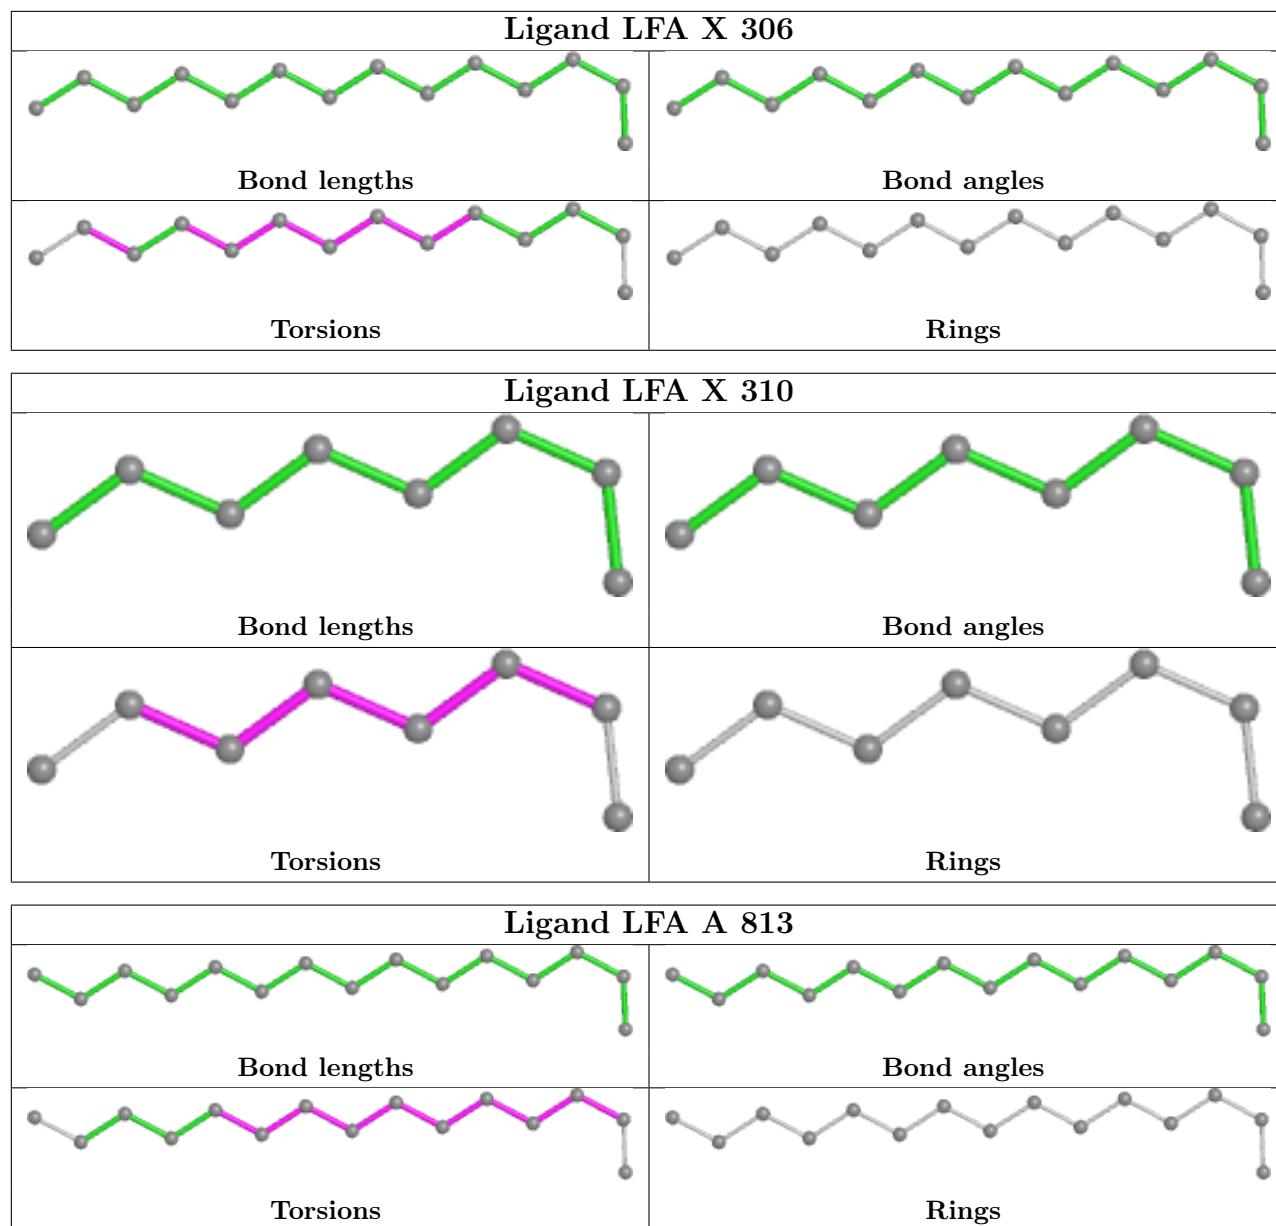 Ligand LFA X 306
Bond lengths
Bond angles
Torsions
Rings
Ligand LFA X 310
Bond lengths
Bond angles
Torsions
Rings
Ligand LFA A 813
Bond lengths
Bond angles
Torsions
Rings